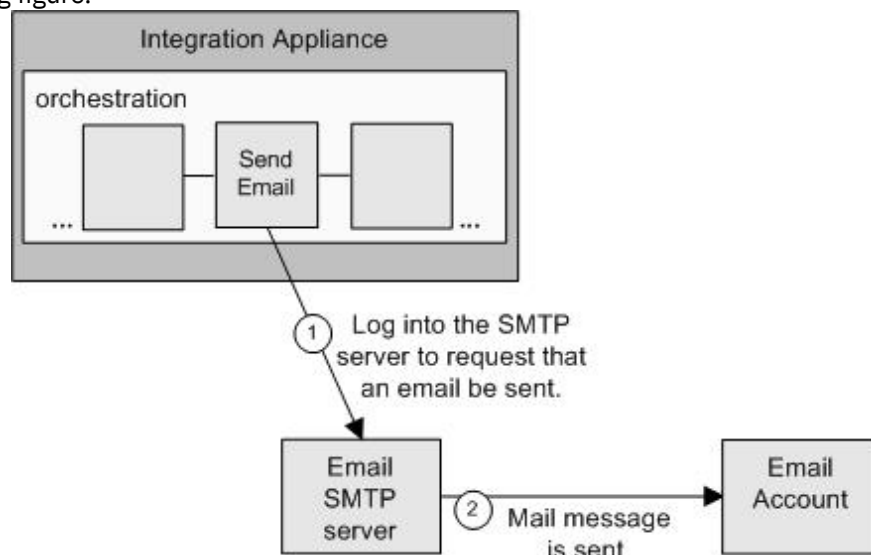 g figure.
Integration Appliance
orchestration
Send
Email
...
...
1
Log into the SMTP
server to request that
an email be sent.
Email
SMTP
server
2
Mail message
is sent
Email
Account